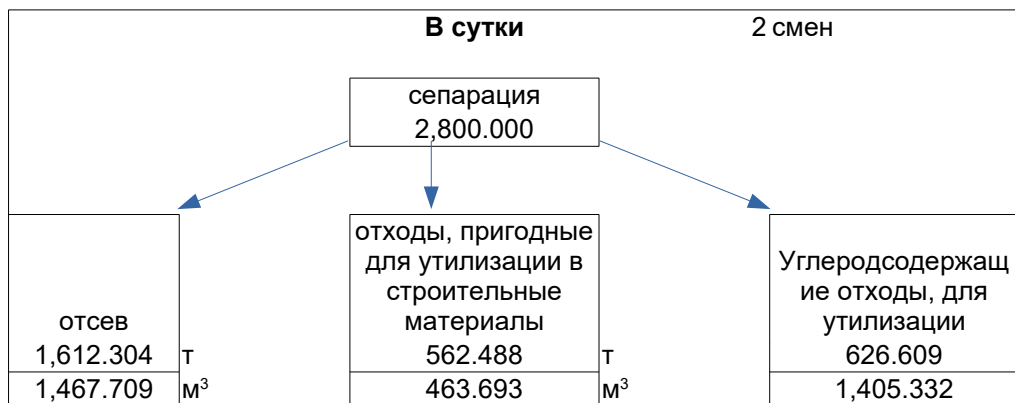 В сутки 2 смен
сепарация
2,800.000
отсев
1,612.304 т
1,467.709 м³
отходы, пригодные
для утилизации в
строительные
материалы
562.488 т
463.693 м³
Углеродсодержащ
ие отходы, для
утилизации
626.609
1,405.332